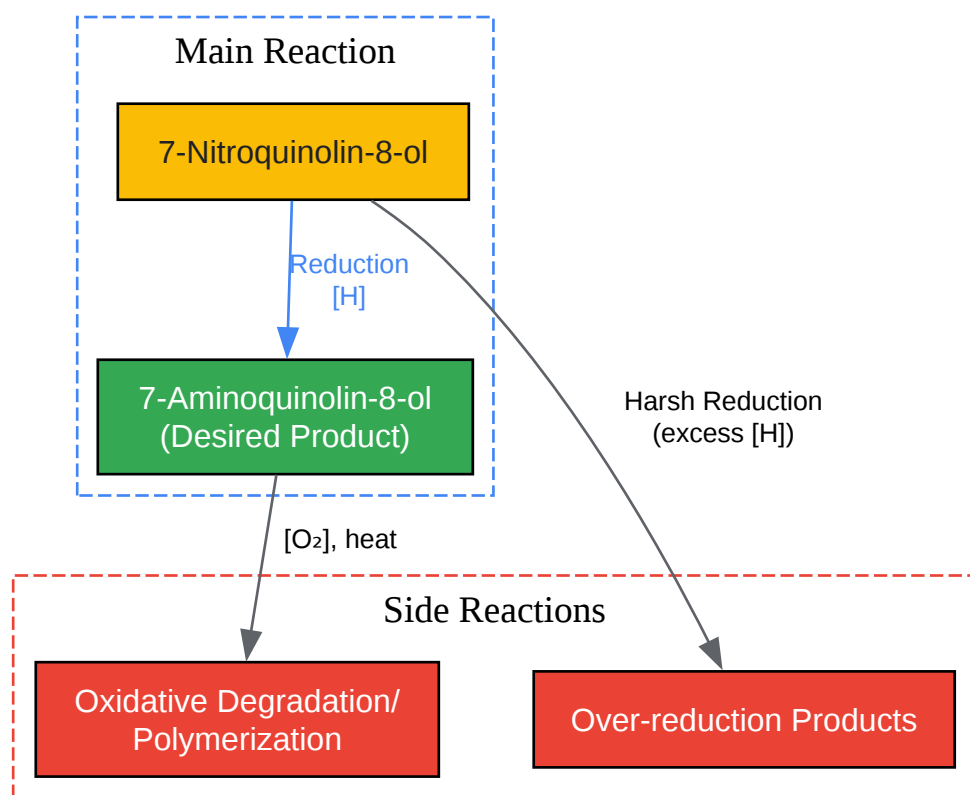 Main Reaction
7-Nitroquinolin-8-ol
Reduction
[H]
7-Aminoquinolin-8-ol
(Desired Product)
Harsh Reduction
(excess [H])
[O₂], heat
Side Reactions
Oxidative Degradation/
Polymerization
Over-reduction Products